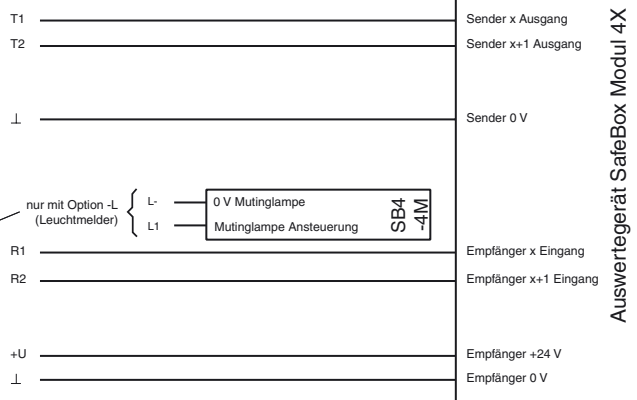 T1 Sender x Ausgang
T2 Sender x+1 Ausgang
⊥ Sender 0 V
nur mit Option -L
(Leuchtmelder)
L- 0 V Mutinglampe
L1 Mutinglampe Ansteuerung
SB4
-4M
R1 Empfänger x Eingang
R2 Empfänger x+1 Eingang
+U Empfänger +24 V
⊥ Empfänger 0 V
Auswertegerät SafeBox Modul 4X